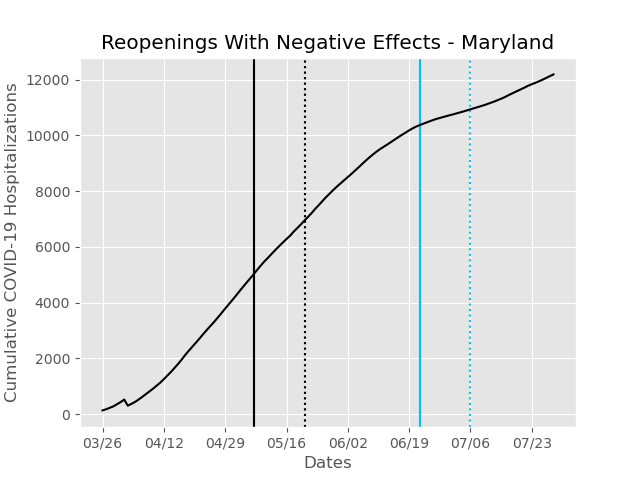 Reopenings With Negative Effects - Maryland
Cumulative COVID-19 Hospitalizations
12000
10000
8000
6000
4000
2000
0
03/26 04/12 04/29 05/16 06/02 06/19 07/06 07/23
Dates